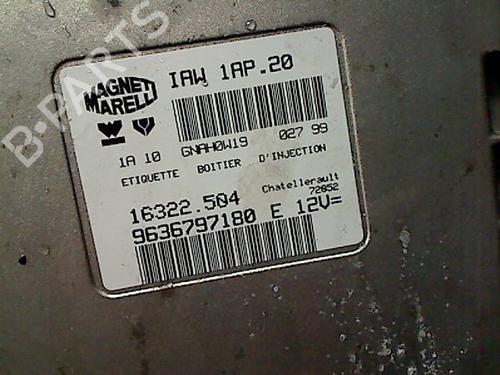 B-PARTS
MAGNETI
MARELLI
IAW 1AP.20
1A 10 GNAH0W19 027 99
ETIQUETTE BOITIER D'INJECTION
Chatellerault
72052
16322.504
9636797180 E 12V=